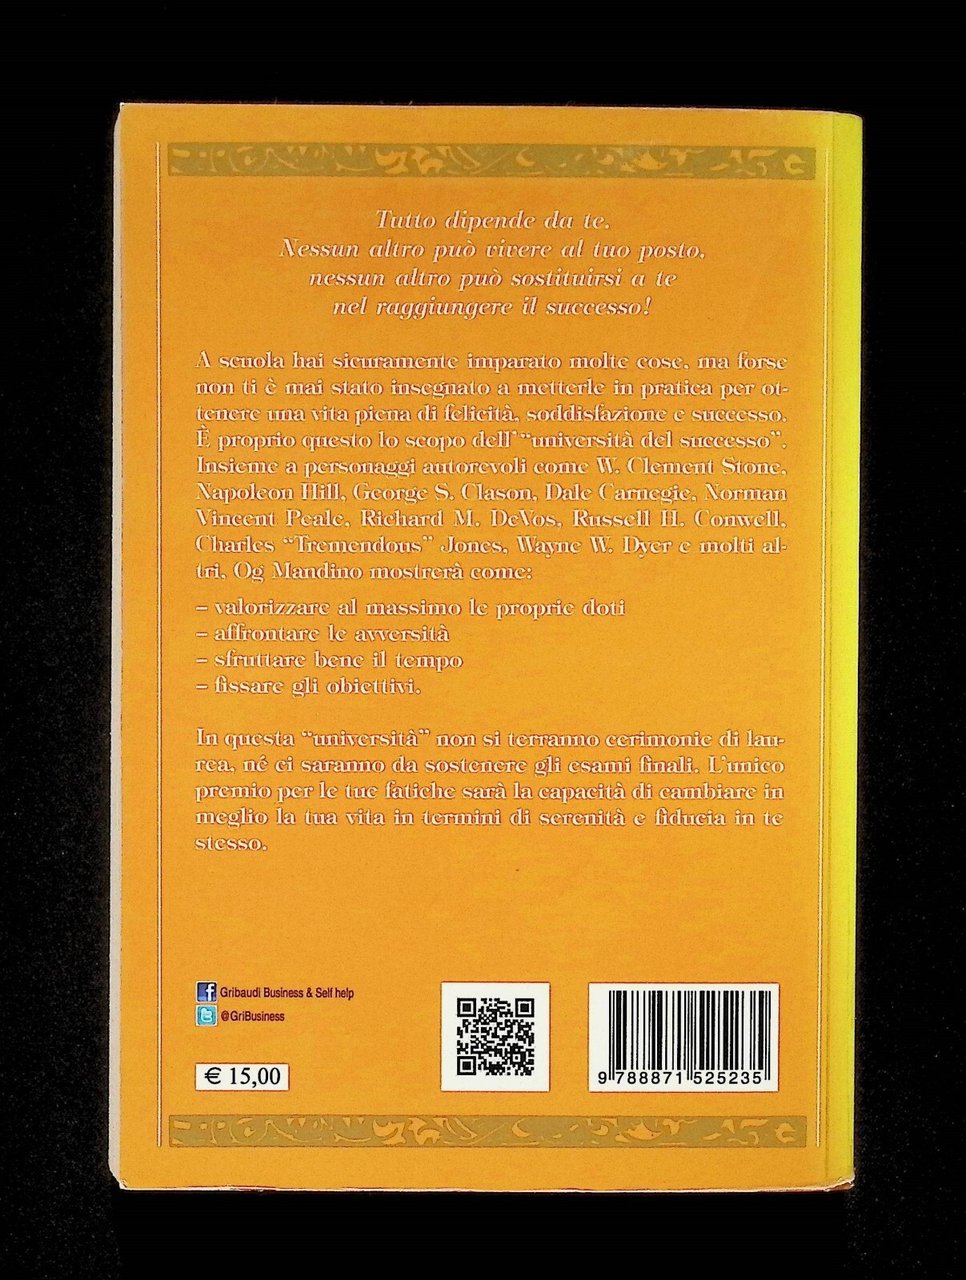 Tutto dipende da te.
Nessun altro può vivere al tuo posto,
nessun altro può sostituirsi a te
nel raggiungere il successo!
A scuola hai sicuramente imparato molte cose, ma forse
non ti è mai stato insegnato a metterle in pratica per ot-
tenere una vita piena di felicità, soddisfazione e successo.
È proprio questo lo scopo dell'“università del successo”.
Insieme a personaggi autorevoli come W. Clement Stone,
Napoleon Hill, George S. Clason, Dale Carnegie, Norman
Vincent Peale, Richard M. DeVos, Russell H. Conwell,
Charles “Tremendous” Jones, Wayne W. Dyer e molti al-
tri, Og Mandino mostrerà come:
– valorizzare al massimo le proprie doti
– affrontare le avversità
– sfruttare bene il tempo
– fissare gli obiettivi.
In questa “università” non si terranno cerimonie di lau-
rea, né ci saranno da sostenere gli esami finali. L'unico
premio per le tue fatiche sarà la capacità di cambiare in
meglio la tua vita in termini di serenità e fiducia in te
stesso.
Gribaudi Business & Self help
@GriBusiness
€ 15,00
9 788871 525235